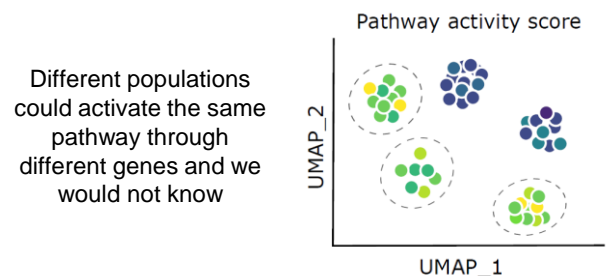 Different populations
could activate the same
pathway through
different genes and we
would not know
Pathway activity score
UMAP_2
UMAP_1